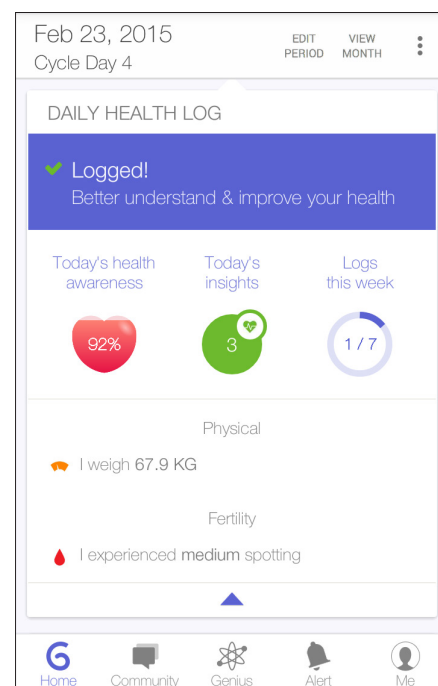 Feb 23, 2015
Cycle Day 4
EDIT PERIOD
VIEW MONTH
DAILY HEALTH LOG
Logged!
Better understand & improve your health
Today's health awareness
Today's insights
Logs this week
92%
3
1 / 7
Physical
I weigh 67.9 KG
Fertility
I experienced medium spotting
Home
Community
Genius
Alert
Me